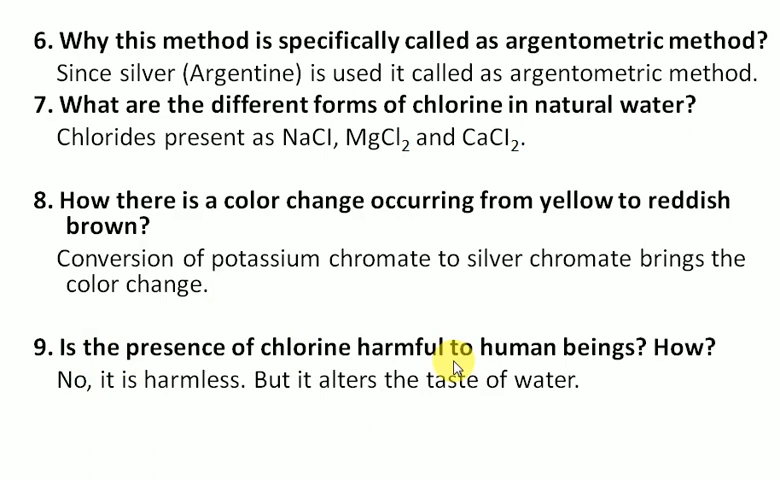 6. Why this method is specifically called as argentometric method?
Since silver (Argentine) is used it called as argentometric method.
7. What are the different forms of chlorine in natural water?
Chlorides present as NaCl, MgCl₂ and CaCl₂.
8. How there is a color change occurring from yellow to reddish
brown?
Conversion of potassium chromate to silver chromate brings the
color change.
9. Is the presence of chlorine harmful to human beings? How?
No, it is harmless. But it alters the taste of water.